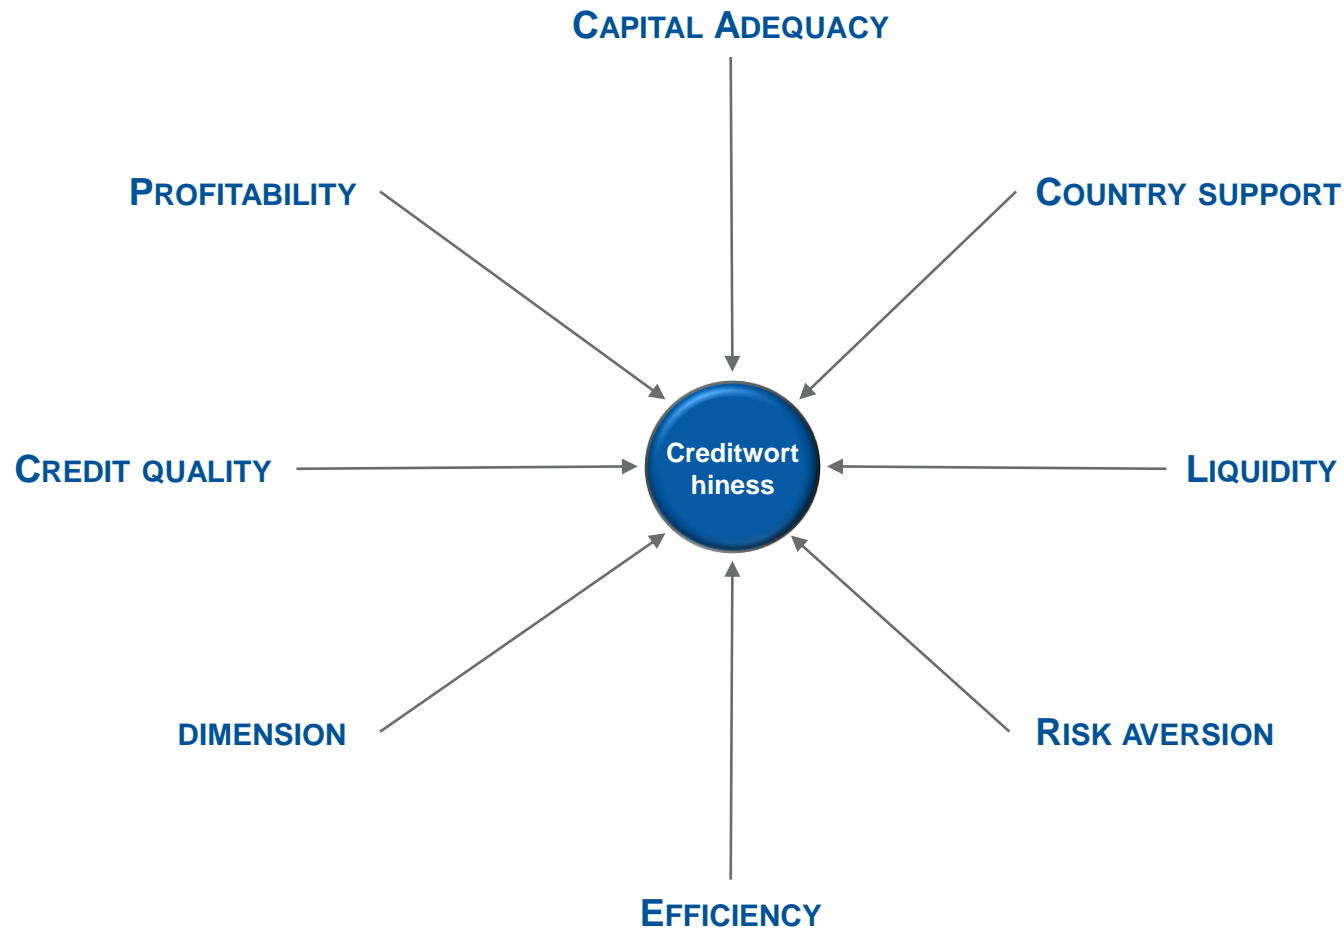 CAPITAL ADEQUACY
PROFITABILITY
COUNTRY SUPPORT
Creditwort
hiness
CREDIT QUALITY
LIQUIDITY
DIMENSION
RISK AVERSION
EFFICIENCY